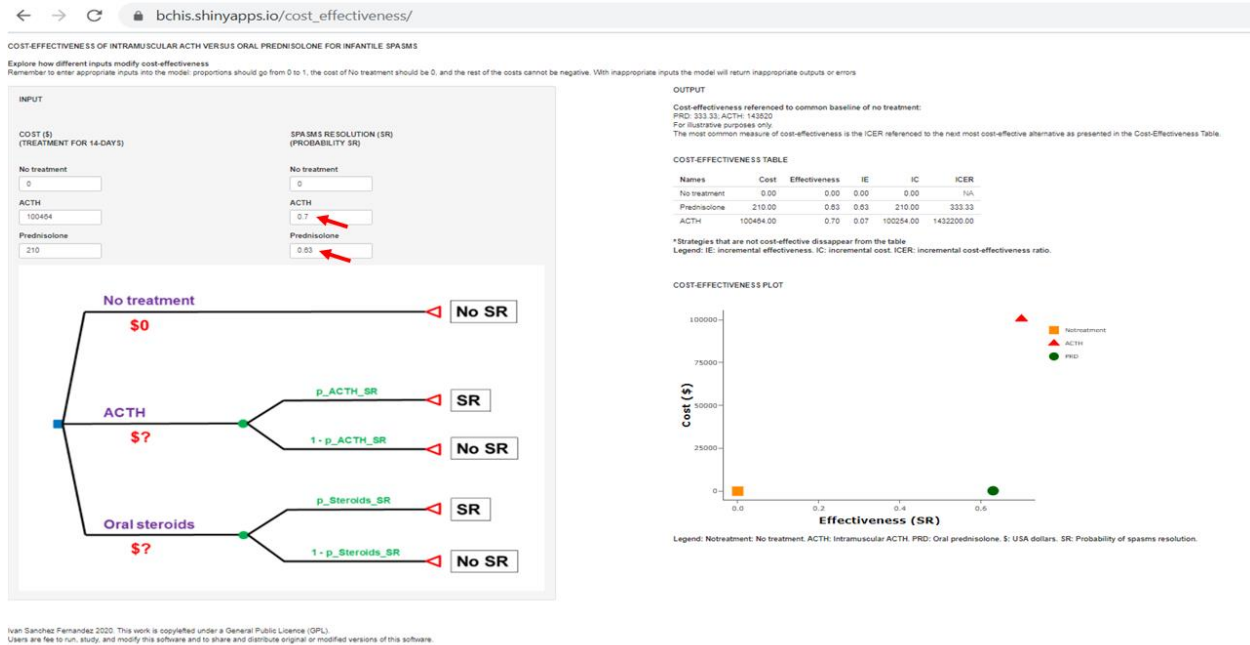 bchis.shinyapps.io/cost_effectiveness/
COST-EFFECTIVENESS OF INTRAMUSCULAR ACTH VERSUS ORAL PREDNISOLONE FOR INFANTILE SPASMS
Explore how different inputs modify cost-effectiveness
Remember to enter appropriate inputs into the model: proportions should go from 0 to 1, the cost of No treatment should be 0, and the rest of the costs cannot be negative. With inappropriate inputs the model will return inappropriate outputs or errors
INPUT
COST ($)
(TREATMENT FOR 14-DAYS)
No treatment
0
ACTH
100464
Prednisolone
210
SPASMS RESOLUTION (SR)
(PROBABILITY SR)
No treatment
0
ACTH
0.7
Prednisolone
0.63
No treatment
$0
No SR
ACTH
$?
p_ACTH_SR
SR
1 - p_ACTH_SR
No SR
Oral steroids
$?
p_Steroids_SR
SR
1 - p_Steroids_SR
No SR
OUTPUT
Cost-effectiveness referenced to common baseline of no treatment:
PRD: 333.33; ACTH: 143520
For illustrative purposes only.
The most common measure of cost-effectiveness is the ICER referenced to the next most cost-effective alternative as presented in the Cost-Effectiveness Table.
COST-EFFECTIVENESS TABLE
Names Cost Effectiveness IE IC ICER
No treatment 0.00 0.00 0.00 0.00 NA
Prednisolone 210.00 0.63 0.63 210.00 333.33
ACTH 100464.00 0.70 0.07 100254.00 1432200.00
*Strategies that are not cost-effective dissappear from the table
Legend: IE: incremental effectiveness. IC: incremental cost. ICER: incremental cost-effectiveness ratio.
COST-EFFECTIVENESS PLOT
Cost ($)
100000
75000
50000
25000
0
0.0 0.2 0.4 0.6
Effectiveness (SR)
Notreatment
ACTH
PRD
Legend: Notreatment: No treatment. ACTH: Intramuscular ACTH. PRD: Oral prednisolone. $: USA dollars. SR: Probability of spasms resolution.
Ivan Sanchez Fernandez 2020. This work is copylefted under a General Public Licence (GPL).
Users are fee to run, study, and modify this software and to share and distribute original or modified versions of this software.